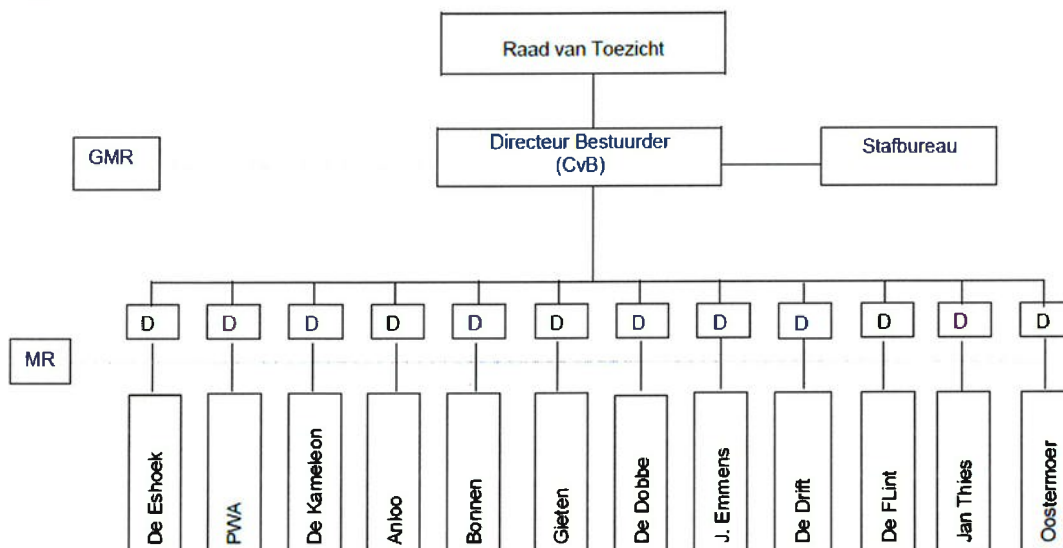 Raad van Toezicht
GMR
Directeur Bestuurder
(CvB)
Stafbureau
D
D
D
D
D
D
D
D
D
D
D
D
MR
De Eshoek
PWA
De Kameleon
Anloo
Bonnen
Gieten
De Dobbe
J. Emmens
De Drift
De FLint
Jan Thies
Oostermoer